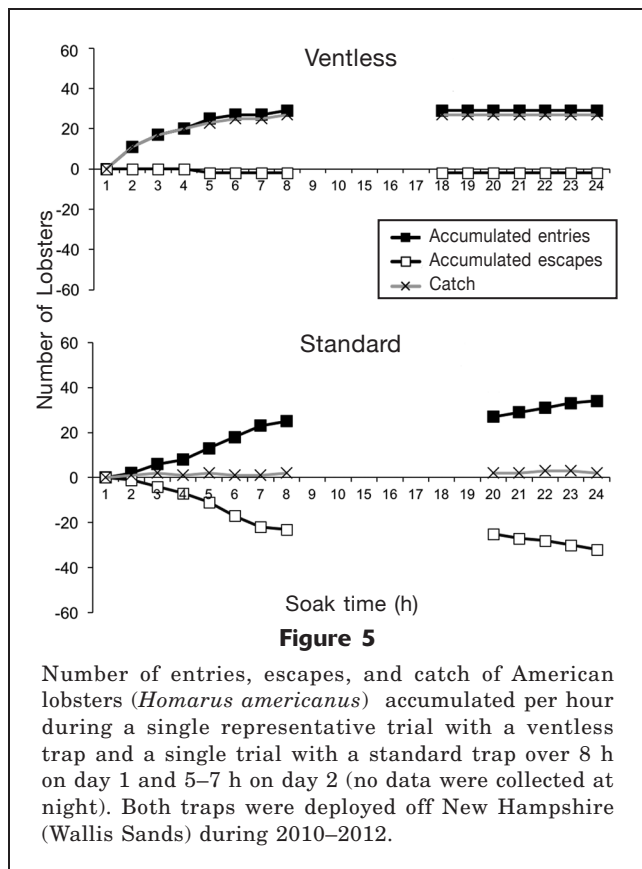 Ventless
60
40
20
0
-20
-40
-60
1 2 3 4 5 6 7 8 9 10 15 16 17 18 19 20 21 22 23 24
Accumulated entries
Accumulated escapes
Catch
Number of Lobsters
Standard
60
40
20
0
-20
-40
-60
1 2 3 4 5 6 7 8 9 10 15 16 17 18 19 20 21 22 23 24
Soak time (h)
Figure 5
Number of entries, escapes, and catch of American
lobsters (Homarus americanus) accumulated per hour
during a single representative trial with a ventless
trap and a single trial with a standard trap over 8 h
on day 1 and 5–7 h on day 2 (no data were collected at
night). Both traps were deployed off New Hampshire
(Wallis Sands) during 2010–2012.